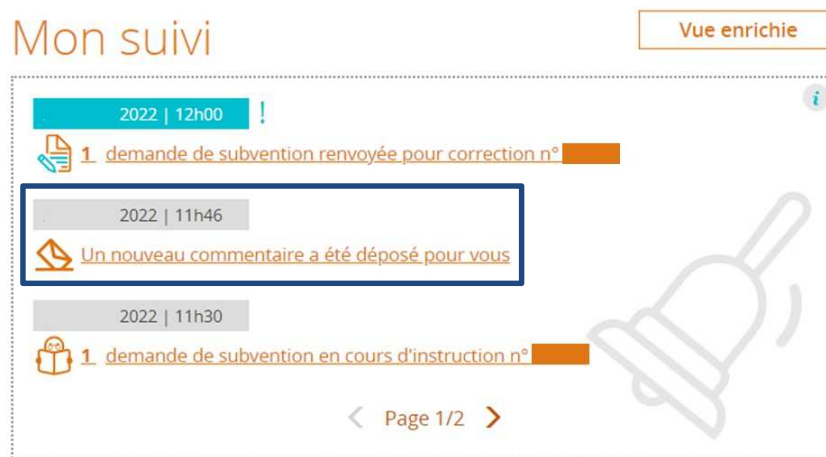 Mon suivi
Vue enrichie
i
2022 | 12h00 !
1 demande de subvention renvoyée pour correction n°
2022 | 11h46
Un nouveau commentaire a été déposé pour vous
2022 | 11h30
1 demande de subvention en cours d'instruction n°
< Page 1/2 >